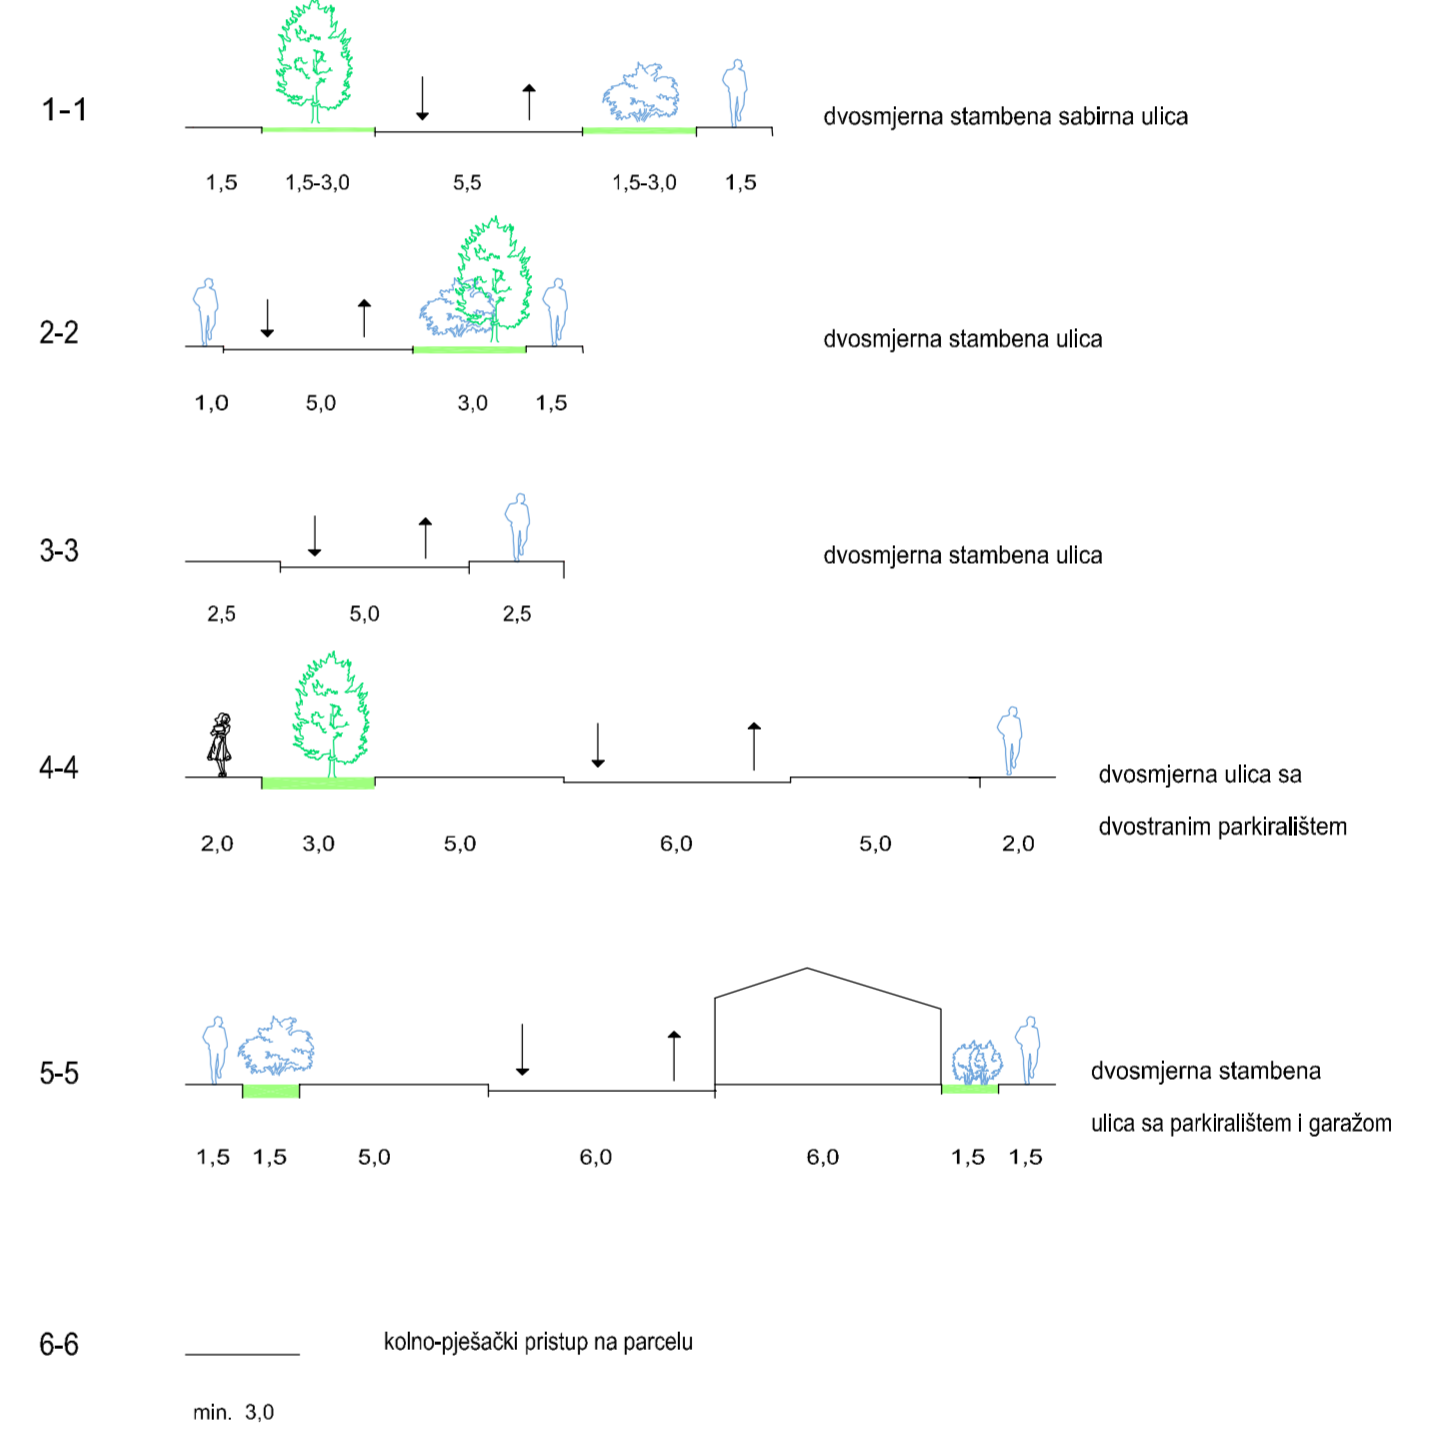 1-1
dvosmjerna stambena sabirna ulica
1,5 1,5-3,0 5,5 1,5-3,0 1,5
2-2
dvosmjerna stambena ulica
1,0 5,0 3,0 1,5
3-3
dvosmjerna stambena ulica
2,5 5,0 2,5
4-4
dvosmjerna ulica sa
dvostranim parkiralištem
2,0 3,0 5,0 6,0 5,0 2,0
5-5
dvosmjerna stambena
ulica sa parkiralištem i garažom
1,5 1,5 5,0 6,0 6,0 1,5 1,5
6-6
kolno-pješački pristup na parcelu
min. 3,0